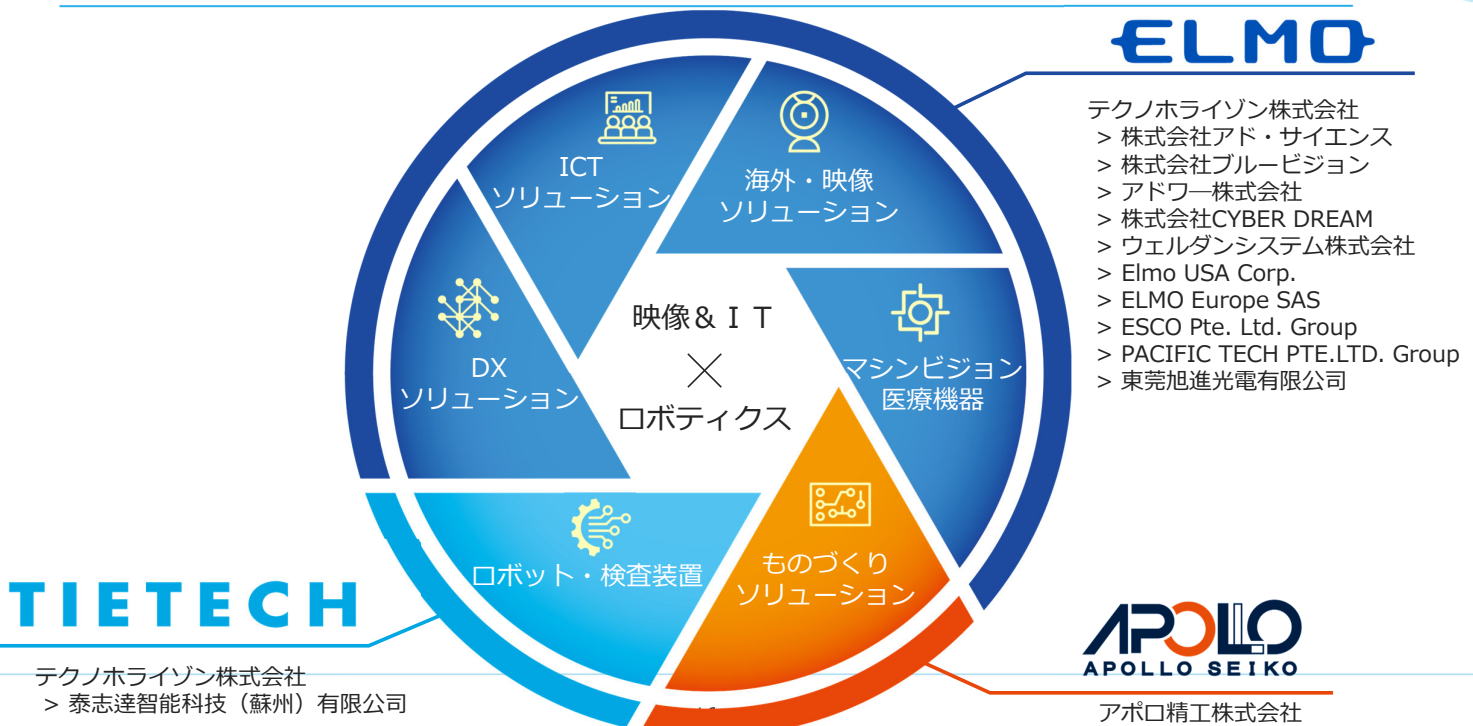 ELMO
テクノホライゾン株式会社
> 株式会社アド・サイエンス
> 株式会社ブルービジョン
> アドワー株式会社
> 株式会社CYBER DREAM
> ウェルダンシステム株式会社
> Elmo USA Corp.
> ELMO Europe SAS
> ESCO Pte. Ltd. Group
> PACIFIC TECH PTE.LTD. Group
> 東莞旭進光電有限公司
ICT
ソリューション
海外・映像
ソリューション
DX
ソリューション
映像&IT
×
ロボティクス
マシンビジョン
医療機器
ロボット・検査装置
ものづくり
ソリューション
TIETECH
テクノホライゾン株式会社
> 泰志達智能科技（蘇州）有限公司
APOLLO
APOLLO SEIKO
アポロ精工株式会社